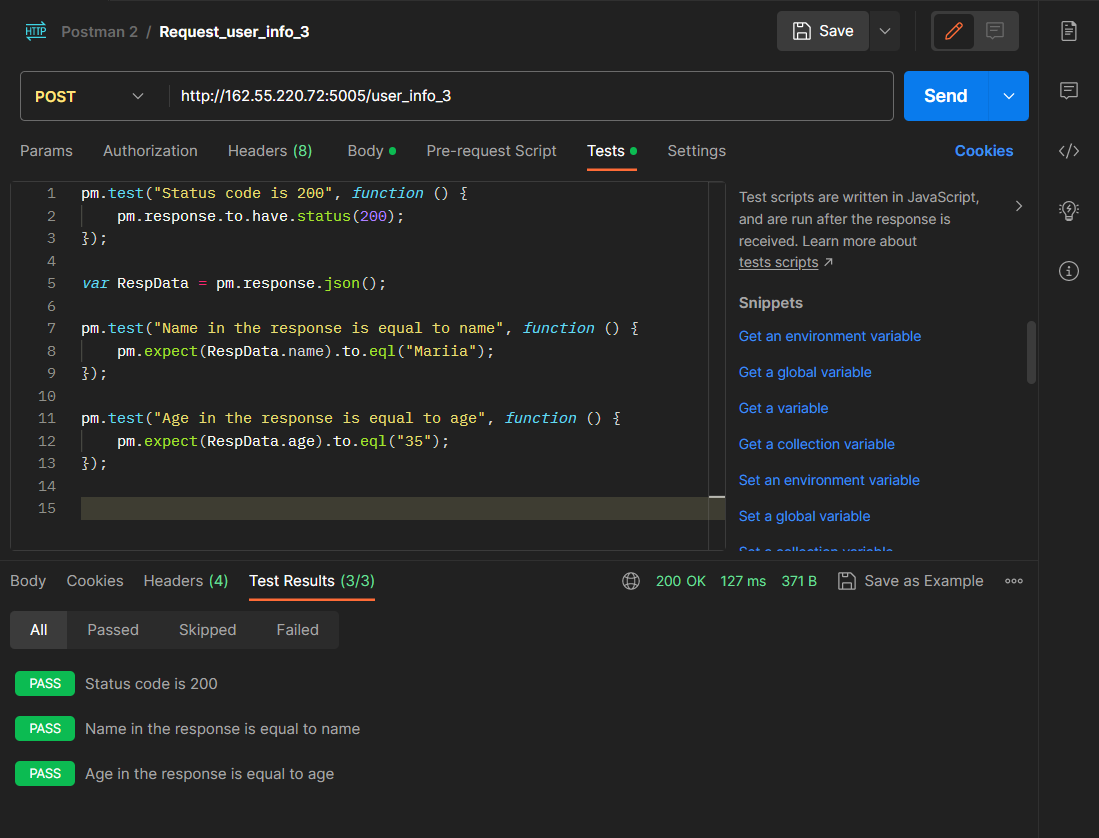 HTTP Postman 2 / Request_user_info_3 Save
POST http://162.55.220.72:5005/user_info_3 Send
Params Authorization Headers (8) Body Pre-request Script Tests Settings Cookies
1 pm.test("Status code is 200", function () {
2 pm.response.to.have.status(200);
3 });
4
5 var RespData = pm.response.json();
6
7 pm.test("Name in the response is equal to name", function () {
8 pm.expect(RespData.name).to.eql("Mariia");
9 });
10
11 pm.test("Age in the response is equal to age", function () {
12 pm.expect(RespData.age).to.eql("35");
13 });
14
15
Test scripts are written in JavaScript,
and are run after the response is
received. Learn more about
tests scripts ↗
Snippets
Get an environment variable
Get a global variable
Get a variable
Get a collection variable
Set an environment variable
Set a global variable
Set a collection variable
Body Cookies Headers (4) Test Results (3/3) 200 OK 127 ms 371 B Save as Example
All Passed Skipped Failed
PASS Status code is 200
PASS Name in the response is equal to name
PASS Age in the response is equal to age